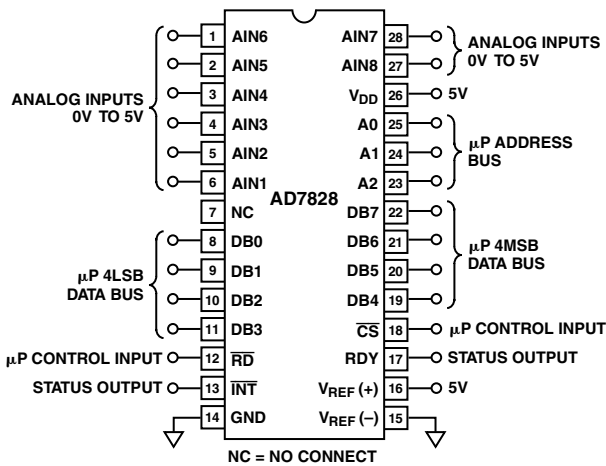 ANALOG INPUTS
0V TO 5V
1 AIN6
2 AIN5
3 AIN4
4 AIN3
5 AIN2
6 AIN1
7 NC
µP 4LSB
DATA BUS
8 DB0
9 DB1
10 DB2
11 DB3
µP CONTROL INPUT 12 RD
STATUS OUTPUT 13 INT
14 GND
AD7828
AIN7 28
AIN8 27
ANALOG INPUTS
0V TO 5V
VDD 26 5V
A0 25
A1 24
A2 23
µP ADDRESS
BUS
DB7 22
DB6 21
DB5 20
DB4 19
µP 4MSB
DATA BUS
CS 18 µP CONTROL INPUT
RDY 17 STATUS OUTPUT
VREF (+) 16 5V
VREF (–) 15
NC = NO CONNECT